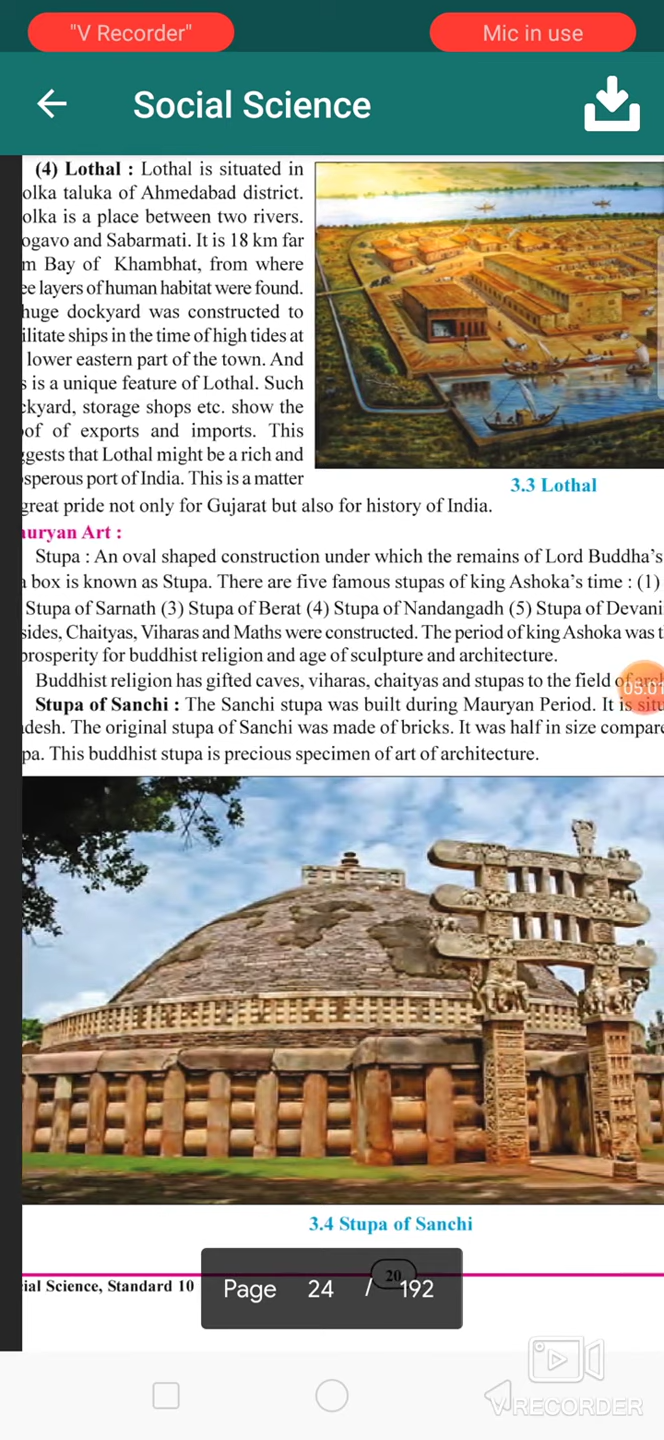 "V Recorder"
Mic in use
Social Science
(4) Lothal : Lothal is situated in
olka taluka of Ahmedabad district.
olka is a place between two rivers.
ogavo and Sabarmati. It is 18 km far
m Bay of Khambhat, from where
ee layers of human habitat were found.
huge dockyard was constructed to
ilitate ships in the time of high tides at
lower eastern part of the town. And
s is a unique feature of Lothal. Such
ckyard, storage shops etc. show the
of of exports and imports. This
ggests that Lothal might be a rich and
sperous port of India. This is a matter
3.3 Lothal
great pride not only for Gujarat but also for history of India.
uryan Art :
Stupa : An oval shaped construction under which the remains of Lord Buddha's
a box is known as Stupa. There are five famous stupas of king Ashoka's time : (1)
Stupa of Sarnath (3) Stupa of Berat (4) Stupa of Nandangadh (5) Stupa of Devani
sides, Chaityas, Viharas and Maths were constructed. The period of king Ashoka was t
prosperity for buddhist religion and age of sculpture and architecture.
Buddhist religion has gifted caves, viharas, chaityas and stupas to the field of
05:01
Stupa of Sanchi : The Sanchi stupa was built during Mauryan Period. It is situ
desh. The original stupa of Sanchi was made of bricks. It was half in size compare
pa. This buddhist stupa is precious specimen of art of architecture.
3.4 Stupa of Sanchi
20
ial Science, Standard 10
Page 24 / 192
V RECORDER